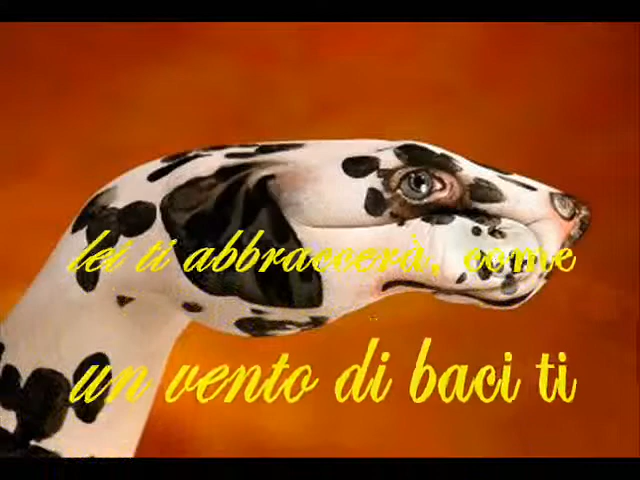 lei ti abbraccerà, come
un vento di baci ti